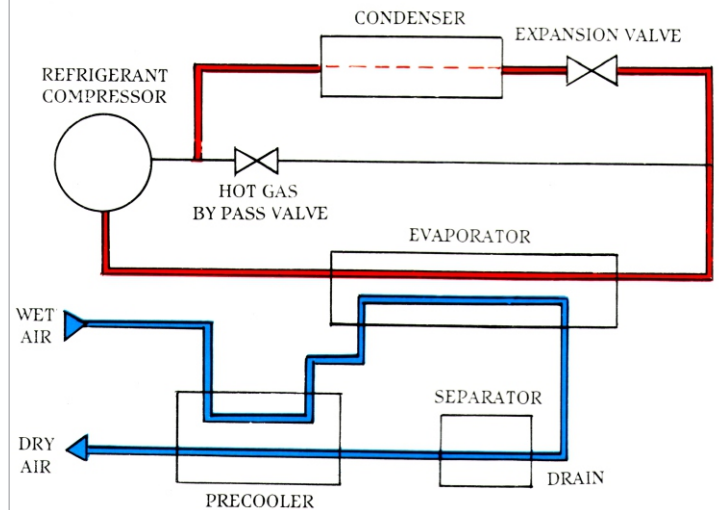 CONDENSER
EXPANSION VALVE
REFRIGERANT
COMPRESSOR
HOT GAS
BY PASS VALVE
EVAPORATOR
WET
AIR
SEPARATOR
DRY
AIR
DRAIN
PRECOOLER